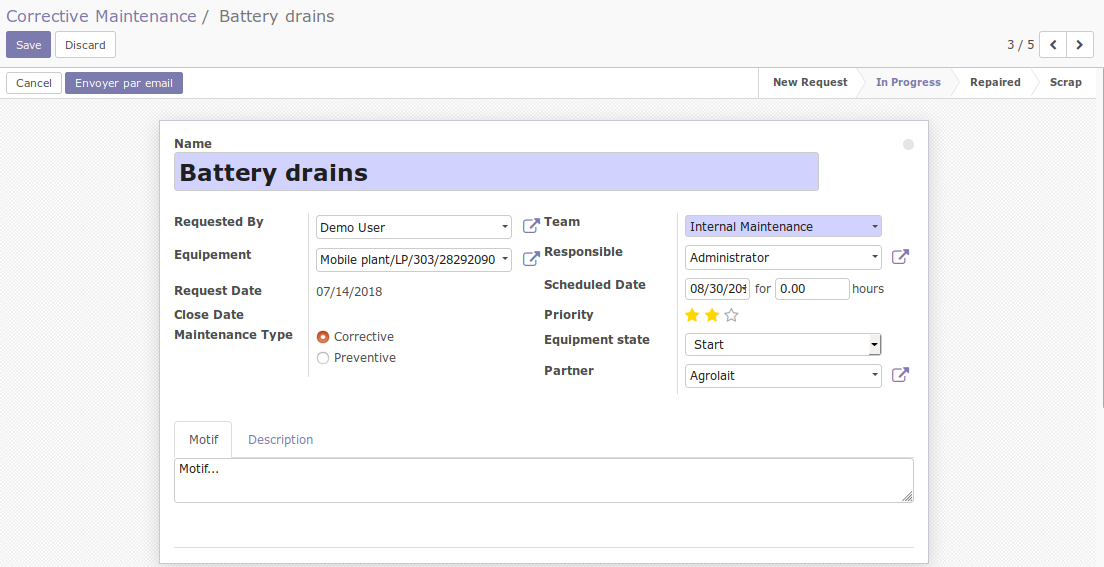 Corrective Maintenance / Battery drains
Save Discard
3 / 5
Cancel Envoyer par email
New Request In Progress Repaired Scrap
Name
Battery drains
Requested By Demo User
Equipement Mobile plant/LP/303/28292090
Request Date 07/14/2018
Close Date
Maintenance Type Corrective
Preventive
Team Internal Maintenance
Responsible Administrator
Scheduled Date 08/30/20 for 0.00 hours
Priority
Equipment state Start
Partner Agrolait
Motif Description
Motif...